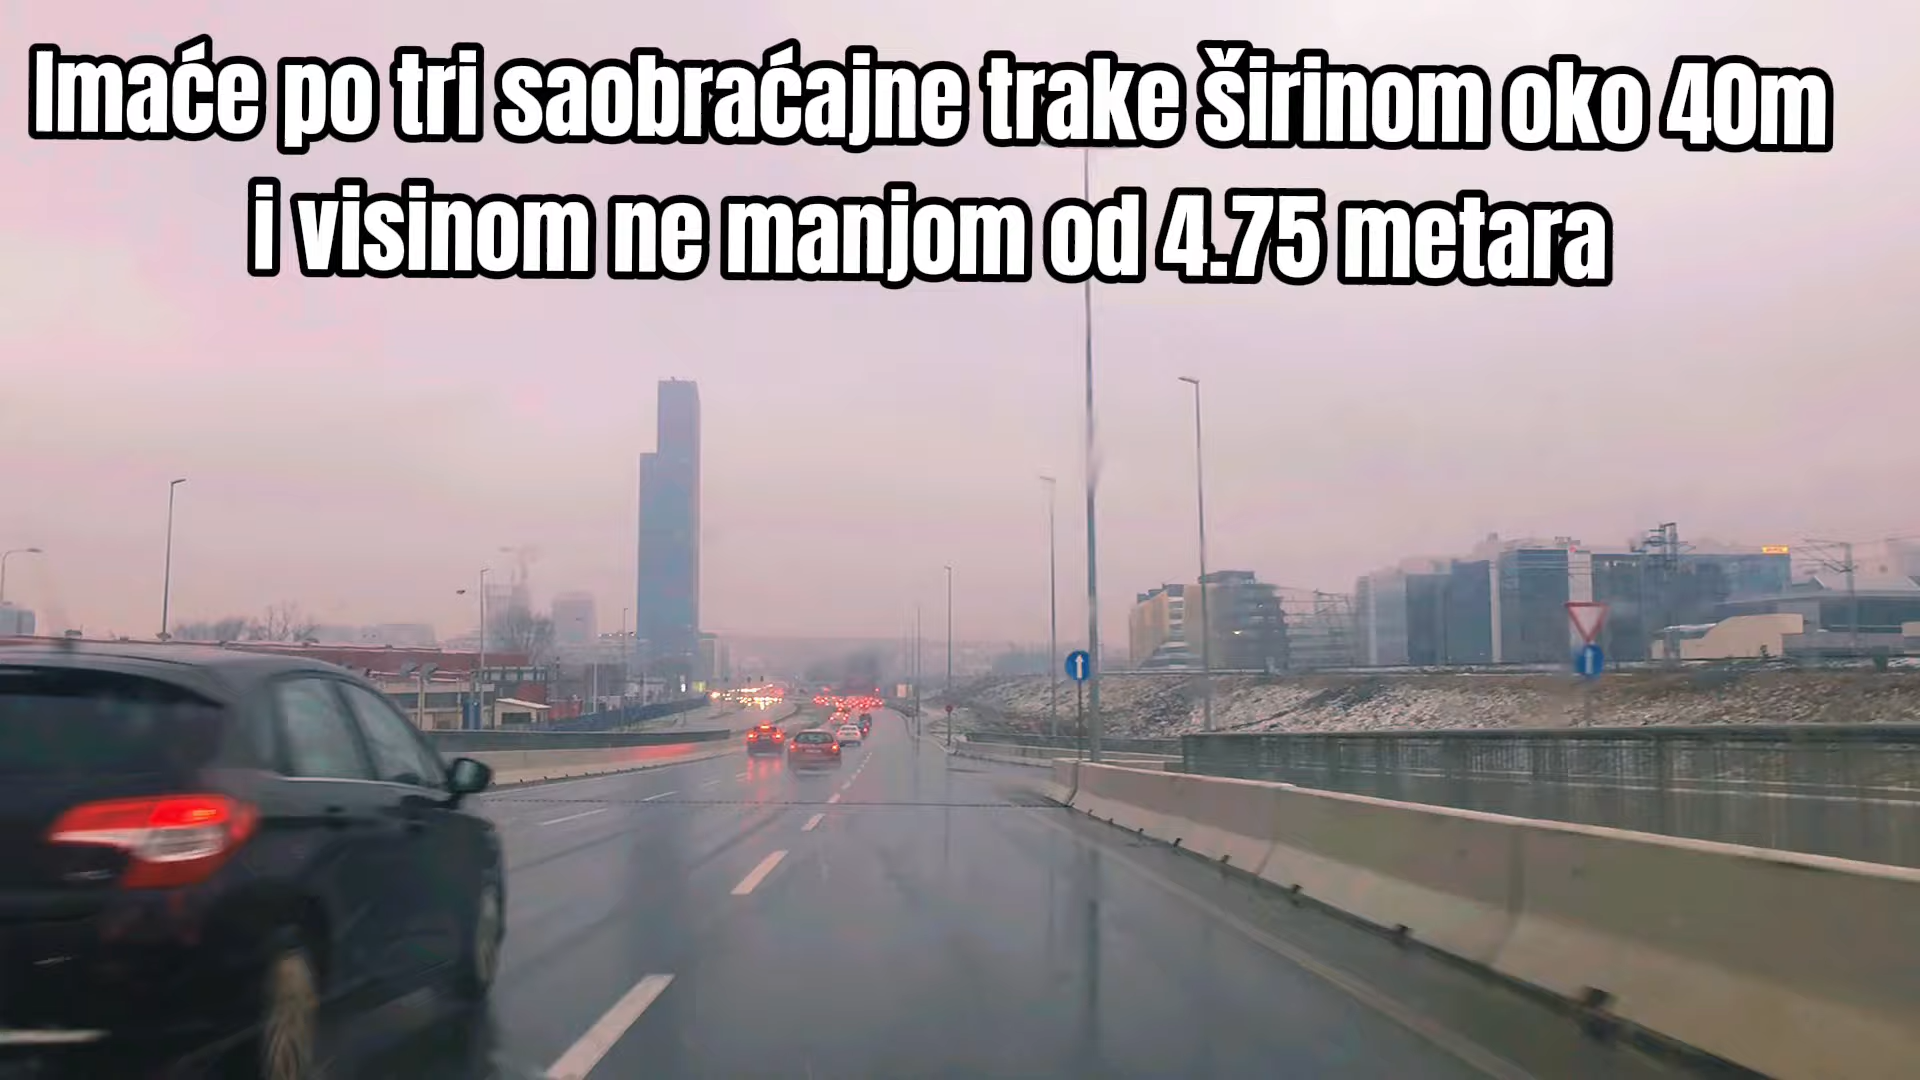 Imaće po tri saobraćajne trake širinom oko 40m
i visinom ne manjom od 4.75 metara